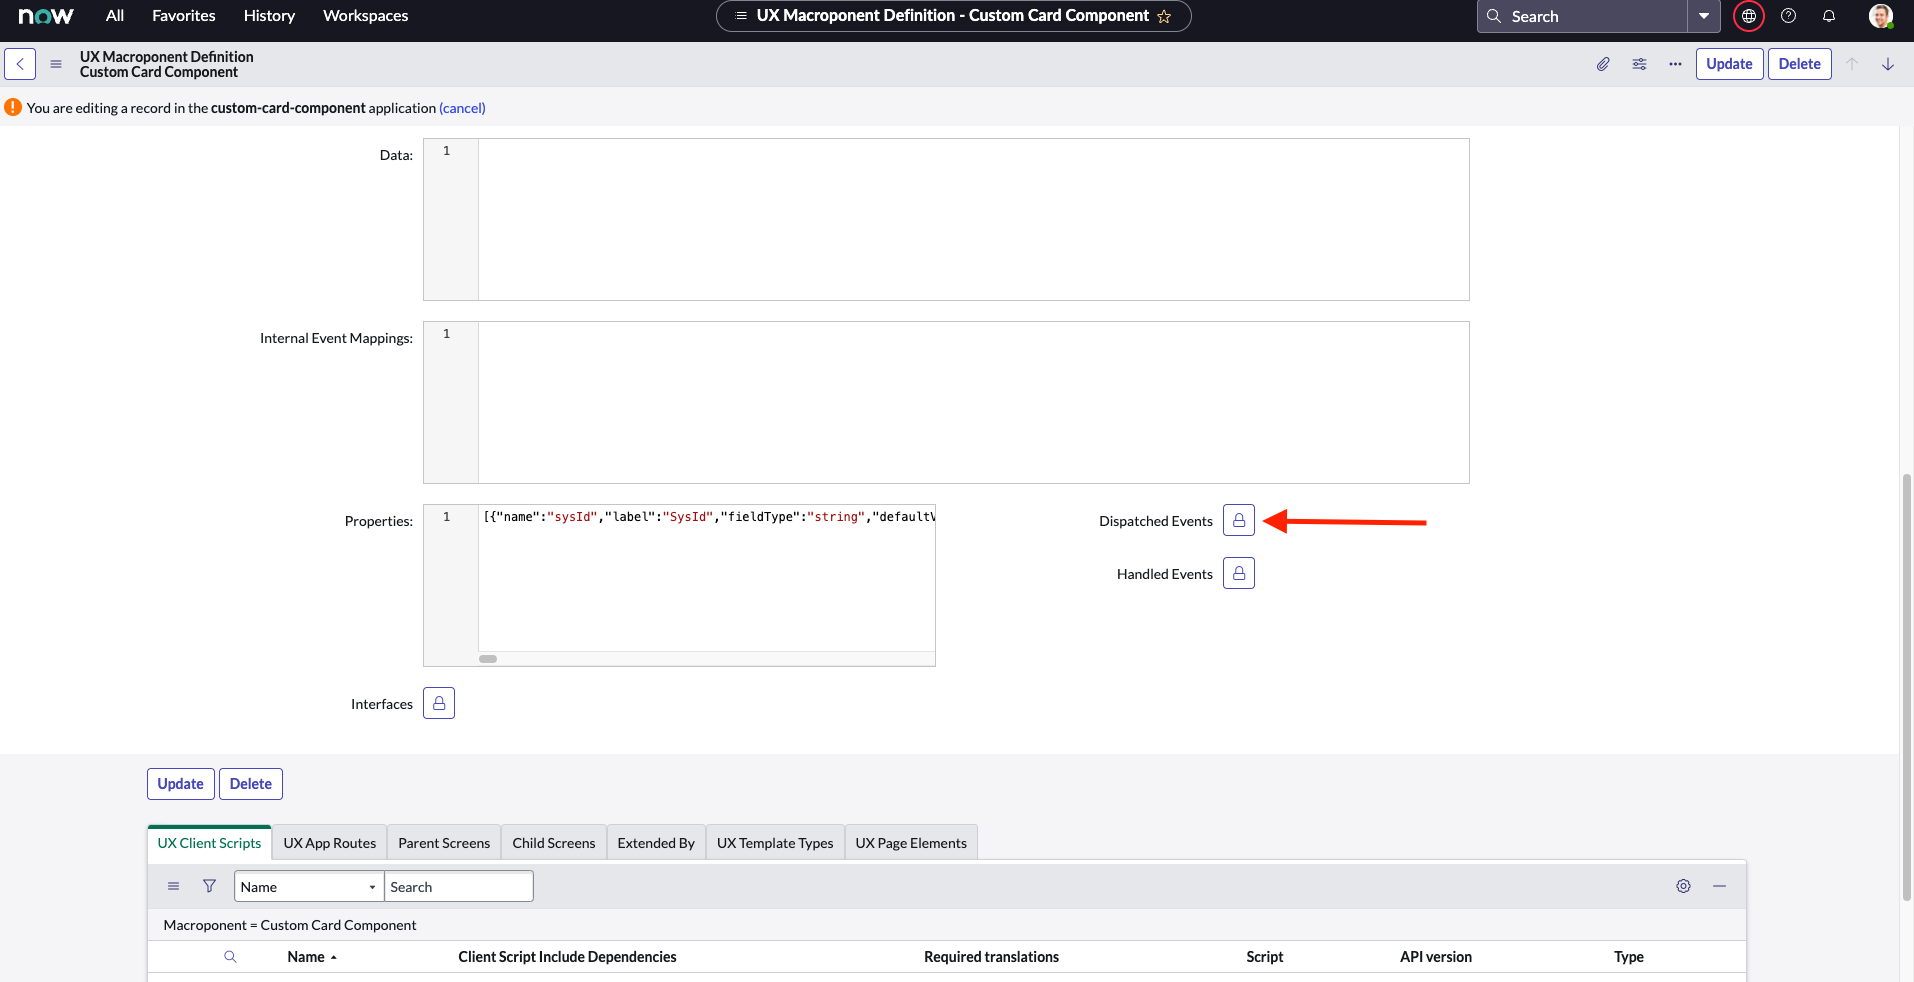 now All Favorites History Workspaces UX Macroponent Definition - Custom Card Component Search
UX Macroponent Definition
Custom Card Component
Update Delete
You are editing a record in the custom-card-component application (cancel)
Data: 1
Internal Event Mappings: 1
Properties: 1 [{"name":"sysId","label":"SysId","fieldType":"string","defaultV
Dispatched Events
Handled Events
Interfaces
Update Delete
UX Client Scripts UX App Routes Parent Screens Child Screens Extended By UX Template Types UX Page Elements
Name Search
Macroponent = Custom Card Component
Name Client Script Include Dependencies Required translations Script API version Type